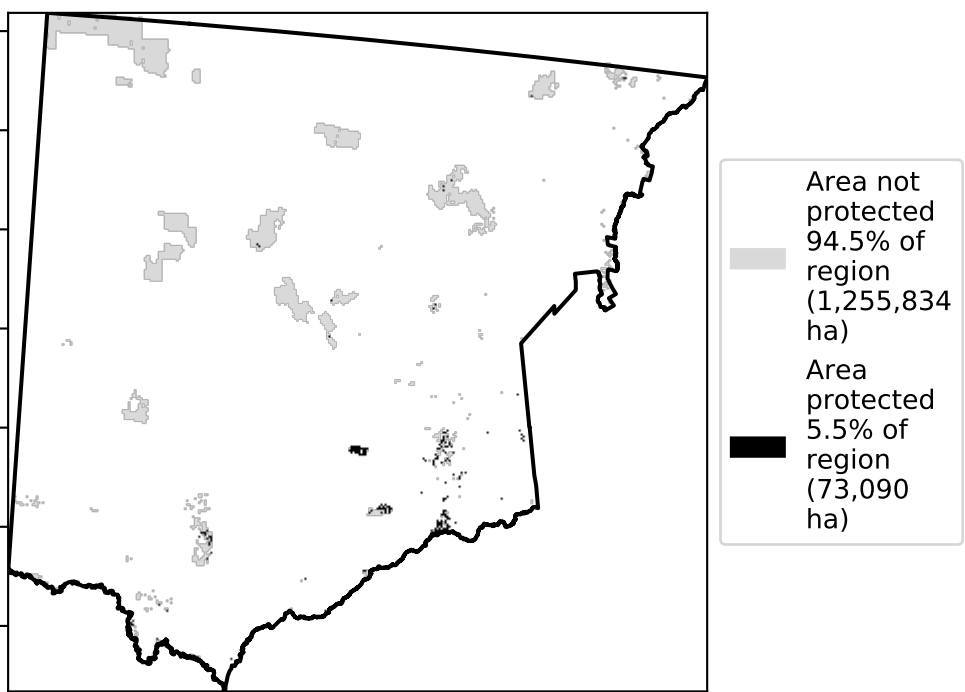 Area not
protected
94.5% of
region
(1,255,834
ha)
Area
protected
5.5% of
region
(73,090
ha)